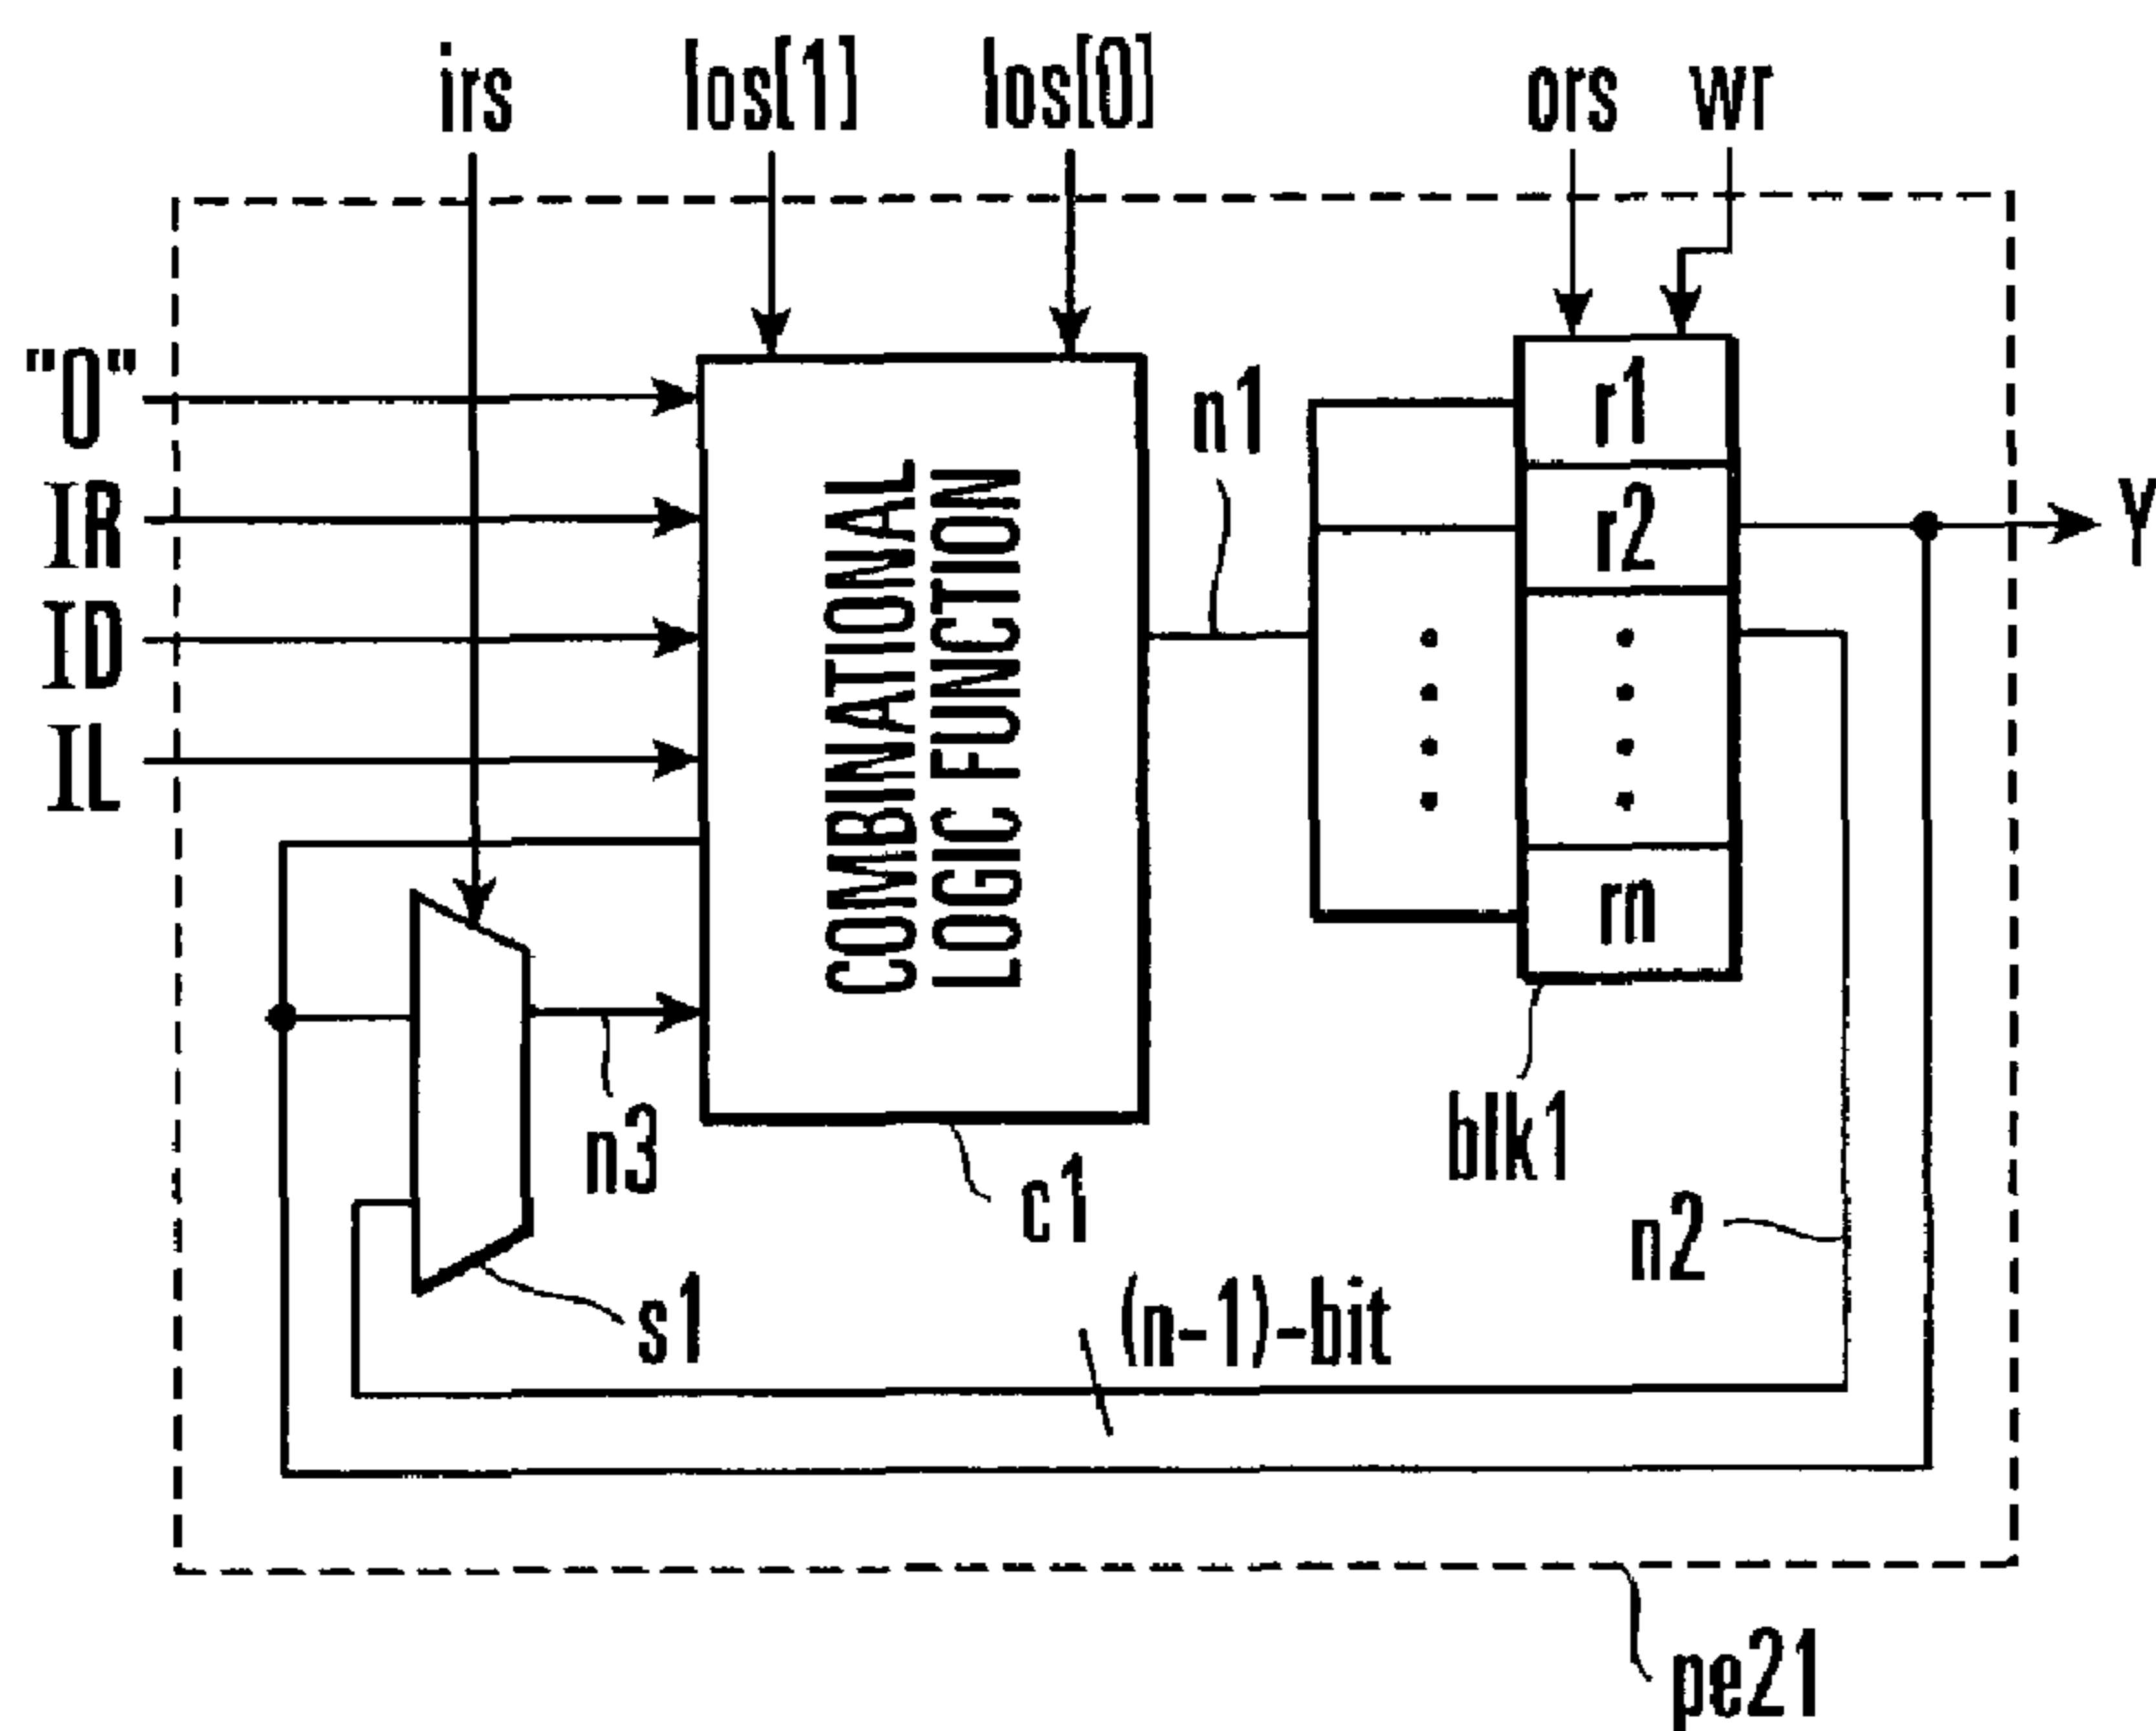 irs los[1] los[0] ors wr
"0"
IR
ID
IL
COMBINATIONAL
LOGIC FUNCTION
n1
r1
r2
rn
Y
n3
c1
blk1
n2
s1
(n-1)-bit
pe21